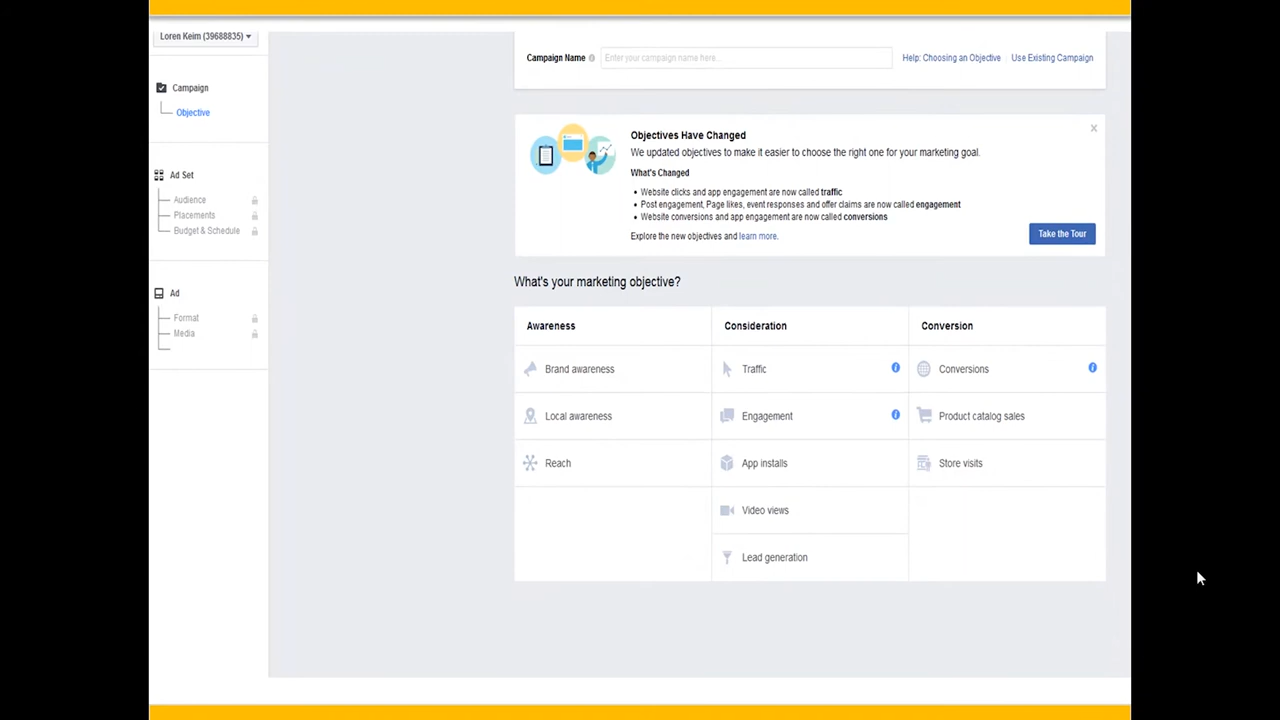 Loren Keim (39688835)
Campaign
Objective
Ad Set
Audience
Placements
Budget & Schedule
Ad
Format
Media
Campaign Name
Enter your campaign name here...
Help: Choosing an Objective
Use Existing Campaign
Objectives Have Changed
We updated objectives to make it easier to choose the right one for your marketing goal.
What's Changed
• Website clicks and app engagement are now called traffic
• Post engagement, Page likes, event responses and offer claims are now called engagement
• Website conversions and app engagement are now called conversions
Explore the new objectives and learn more.
Take the Tour
What's your marketing objective?
Awareness
Brand awareness
Local awareness
Reach
Consideration
Traffic
Engagement
App installs
Video views
Lead generation
Conversion
Conversions
Product catalog sales
Store visits